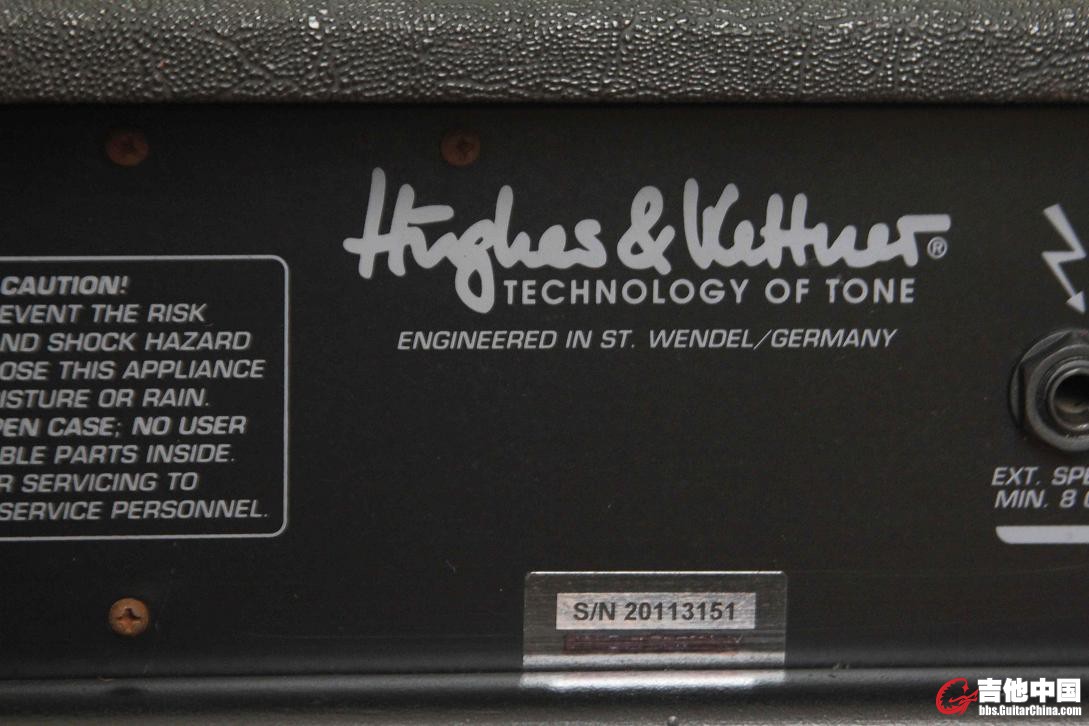 Hughes & Kettner®
TECHNOLOGY OF TONE
ENGINEERED IN ST. WENDEL/GERMANY
CAUTION!
EVENT THE RISK
ND SHOCK HAZARD
OSE THIS APPLIANCE
ISTURE OR RAIN.
PEN CASE; NO USER
BLE PARTS INSIDE.
R SERVICING TO
SERVICE PERSONNEL.
EXT. SPE
MIN. 8
S/N 20113151
吉他中国
bbs.GuitarChina.com